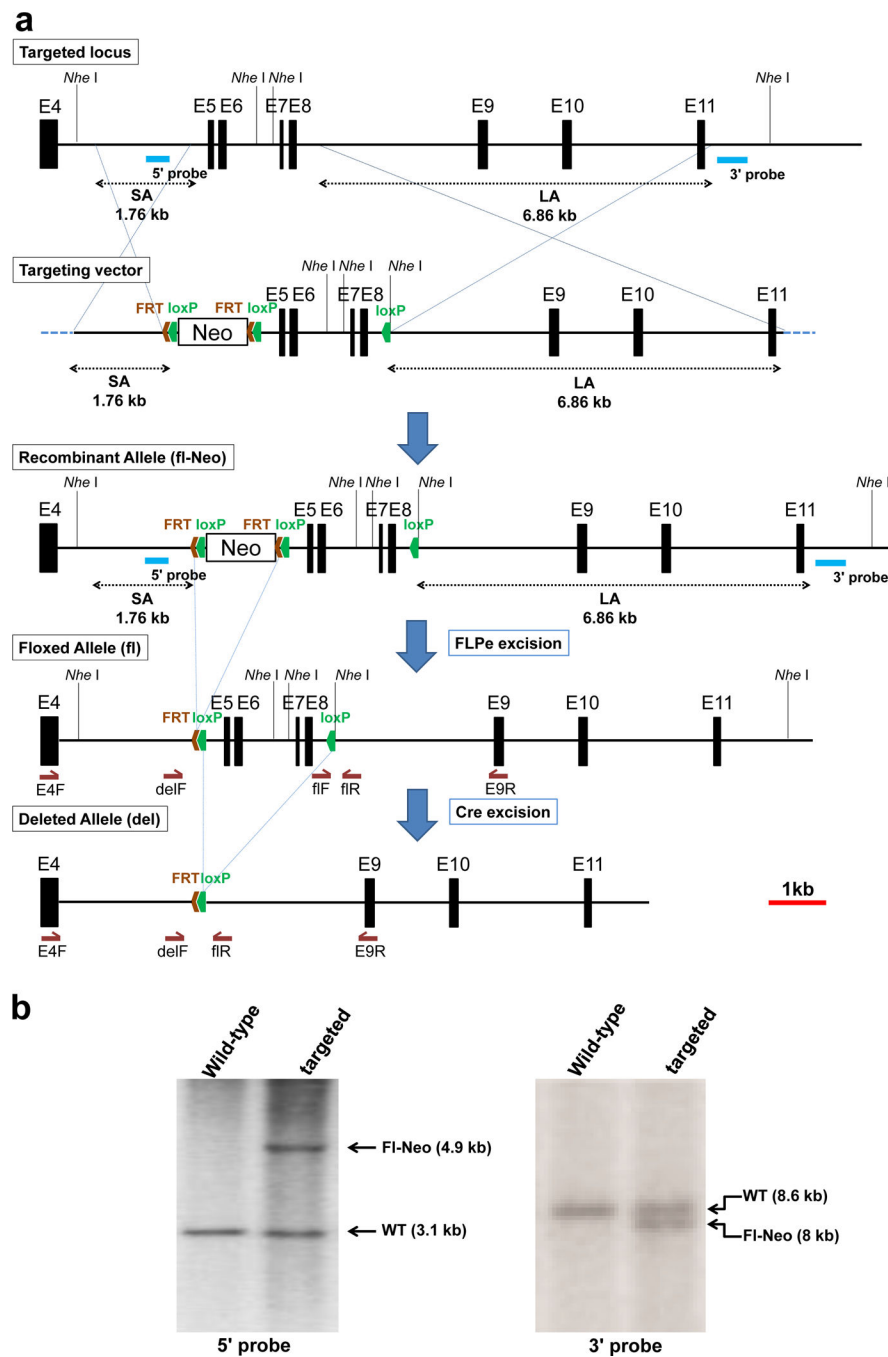 a
Targeted locus
Nhe I
Nhe I Nhe I
Nhe I
E4
E5 E6
E7 E8
E9
E10
E11
5' probe
3' probe
SA
1.76 kb
LA
6.86 kb
Targeting vector
Nhe I Nhe I Nhe I
E5 E6
E7 E8
E9
E10
E11
FRT loxP
FRT loxP
loxP
Neo
SA
1.76 kb
LA
6.86 kb
Recombinant Allele (fl-Neo)
Nhe I
Nhe I Nhe I Nhe I
Nhe I
E4
E5 E6
E7 E8
E9
E10
E11
FRT loxP
FRT loxP
loxP
Neo
5' probe
3' probe
SA
1.76 kb
LA
6.86 kb
FLPe excision
Floxed Allele (fl)
Nhe I
Nhe I Nhe I Nhe I
Nhe I
E4
E5 E6
E7 E8
E9
E10
E11
FRT loxP
loxP
E4F
delF
flF
flR
E9R
Cre excision
Deleted Allele (del)
E4
E9
E10
E11
FRT loxP
1kb
E4F
delF
flR
E9R
b
Wild-type
targeted
Fl-Neo (4.9 kb)
WT (3.1 kb)
5' probe
Wild-type
targeted
WT (8.6 kb)
Fl-Neo (8 kb)
3' probe